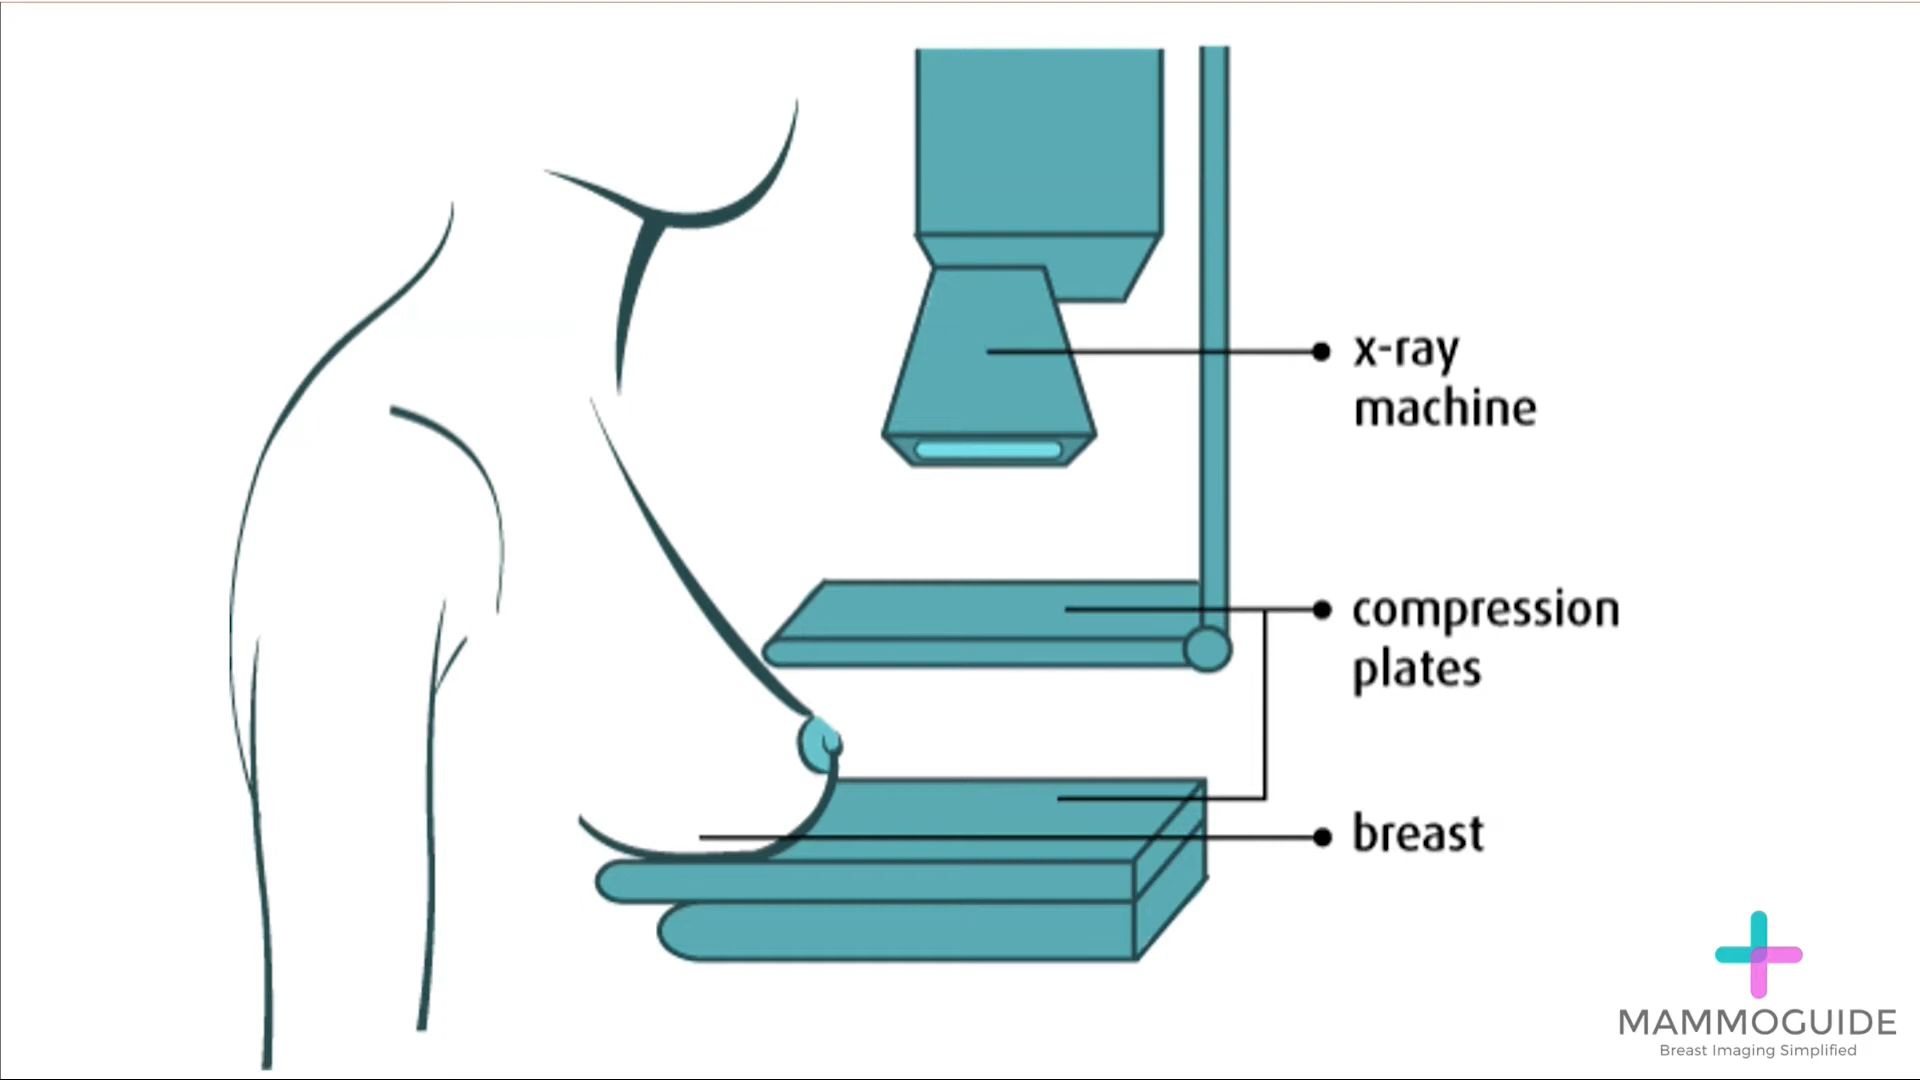 x-ray
machine
compression
plates
breast
MAMMOGUIDE
Breast Imaging Simplified